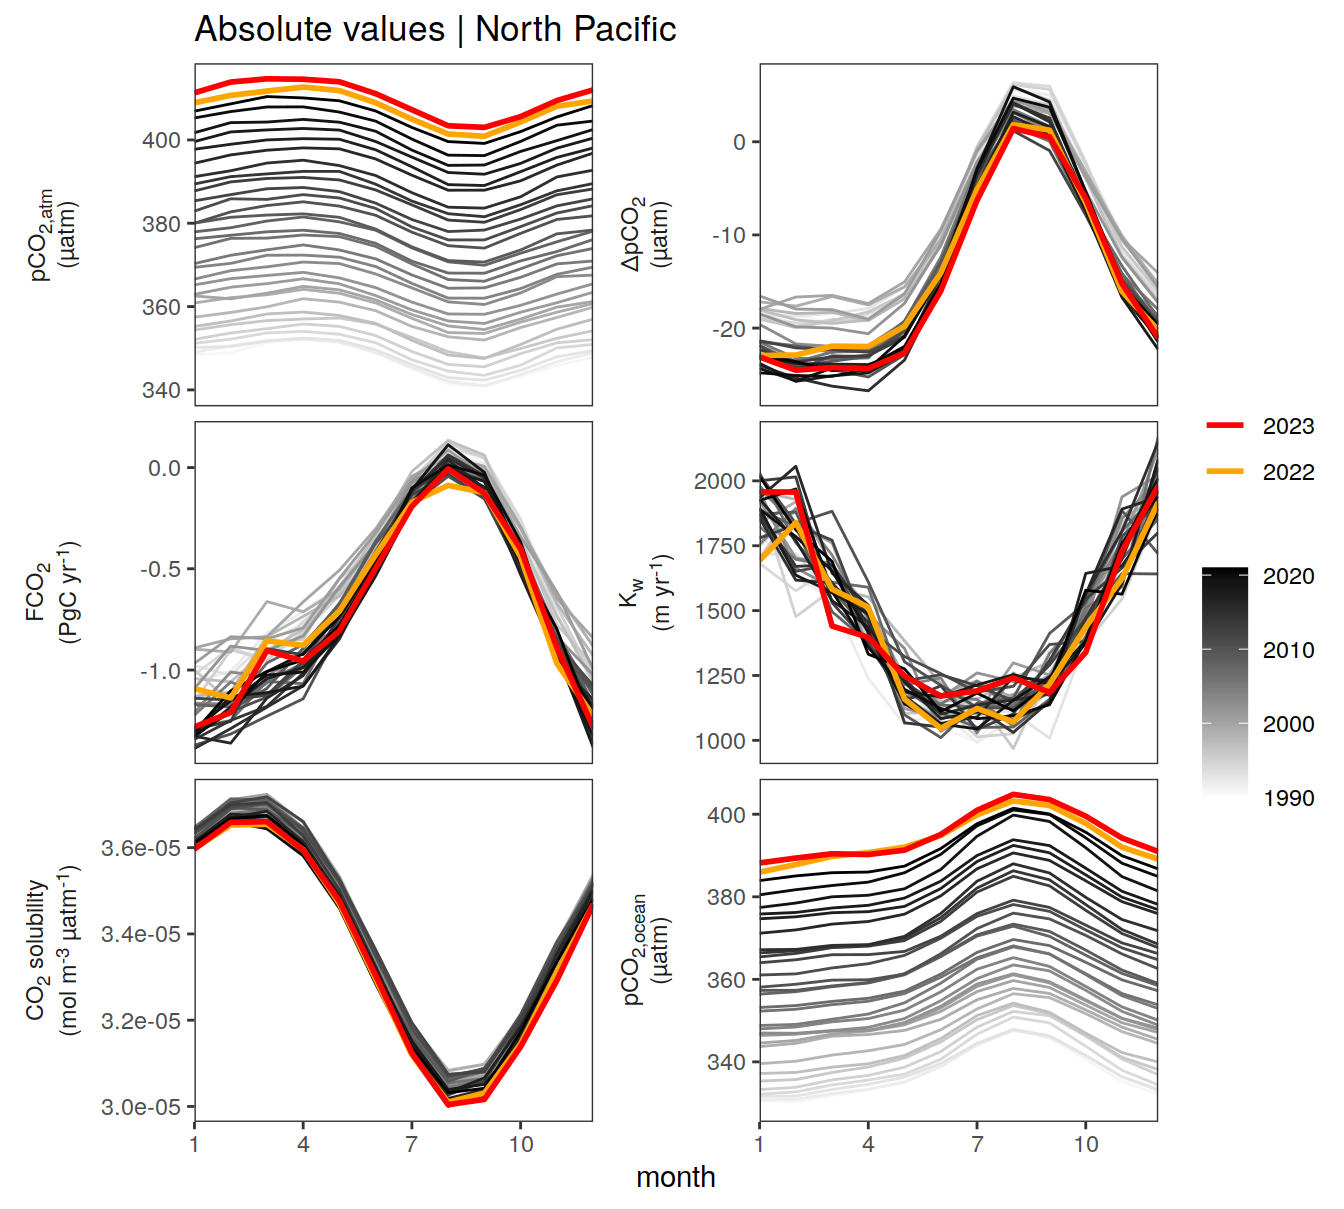 Absolute values | North Pacific
pCO2,atm
(µatm)
400
380
360
340
ΔpCO2
(µatm)
0
-10
-20
FCO2
(PgC yr-1)
0.0
-0.5
-1.0
Kw
(m yr-1)
2000
1750
1500
1250
1000
CO2 solubility
(mol m-3 µatm-1)
3.6e-05
3.4e-05
3.2e-05
3.0e-05
1 4 7 10
pCO2,ocean
(µatm)
400
380
360
340
1 4 7 10
month
2023
2022
2020
2010
2000
1990